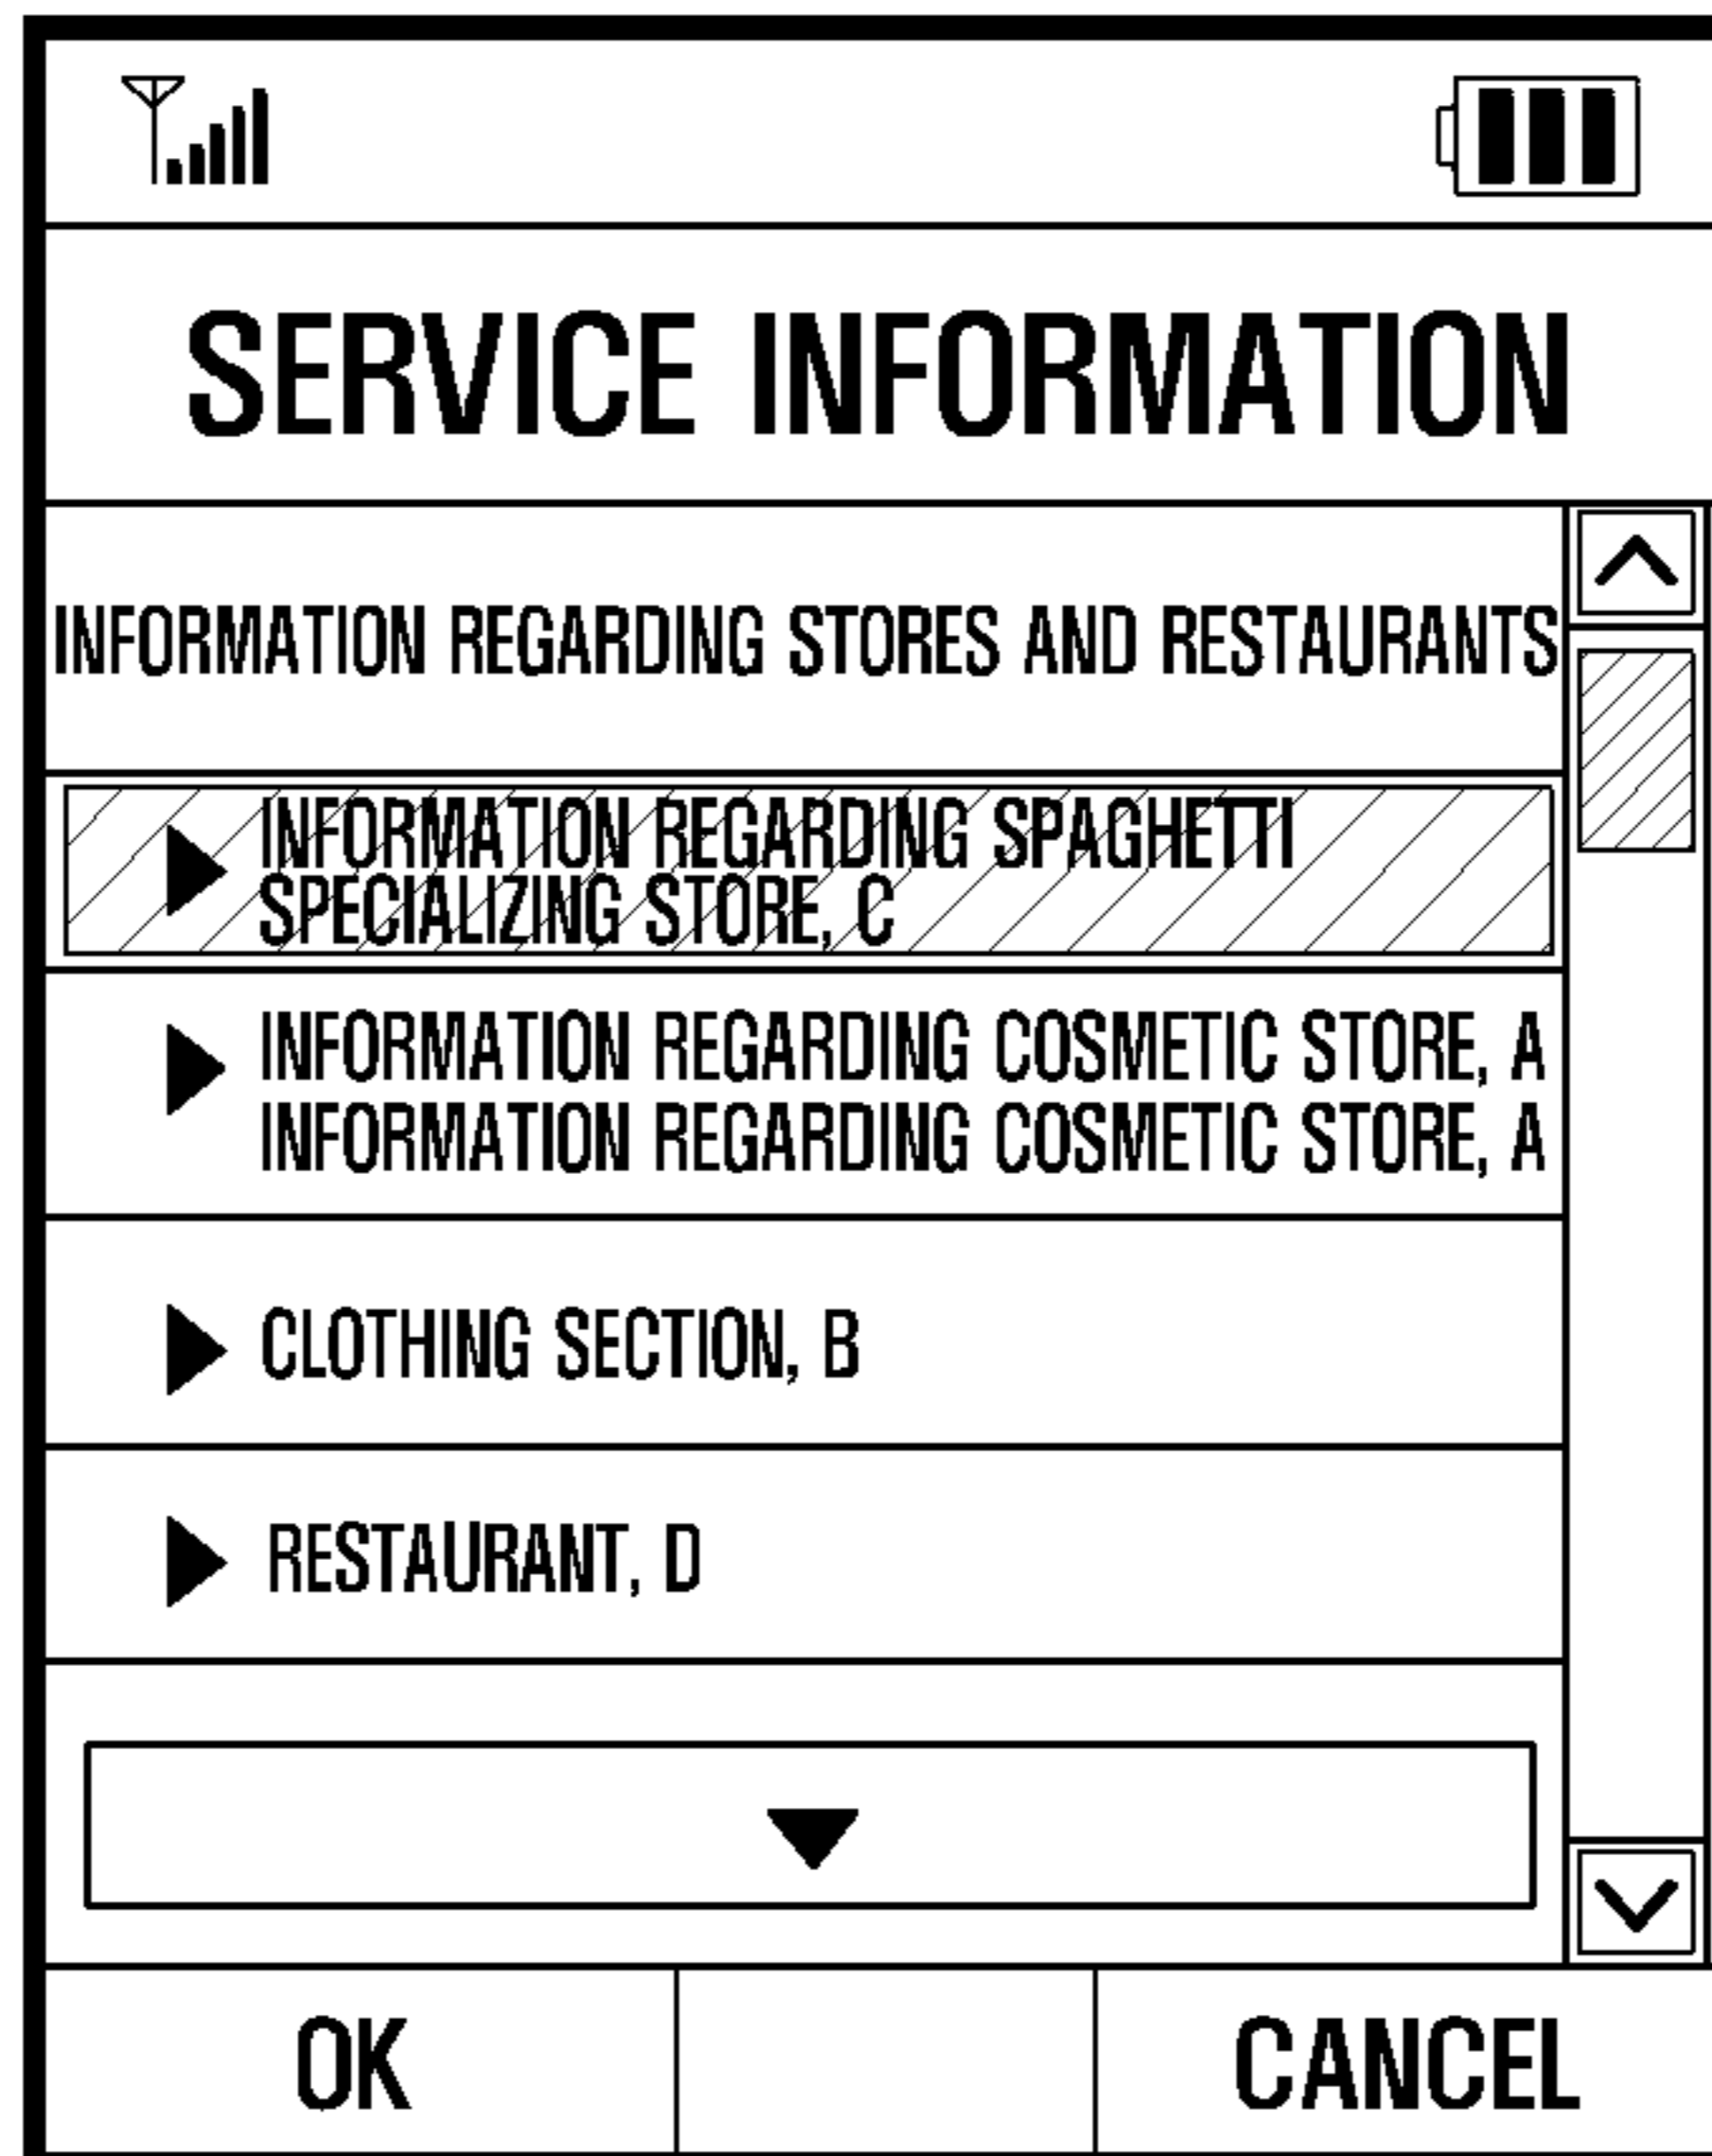 SERVICE INFORMATION
INFORMATION REGARDING STORES AND RESTAURANTS
INFORMATION REGARDING SPAGHETTI
SPECIALIZING STORE, C
INFORMATION REGARDING COSMETIC STORE, A
INFORMATION REGARDING COSMETIC STORE, A
CLOTHING SECTION, B
RESTAURANT, D
OK
CANCEL